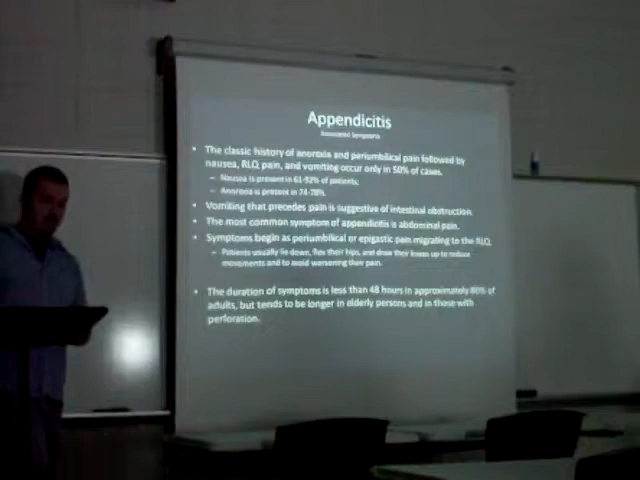 Appendicitis
Associated Symptoms
• The classic history of anorexia and periumbilical pain followed by
nausea, RLQ pain, and vomiting occur only in 50% of cases.
– Nausea is present in 61-92% of patients;
– Anorexia is present in 74-78%.
• Vomiting that precedes pain is suggestive of intestinal obstruction.
• The most common symptom of appendicitis is abdominal pain.
• Symptoms begin as periumbilical or epigastric pain migrating to the RLQ.
– Patients usually lie down, flex their hips, and draw their knees up to reduce
movements and to avoid worsening their pain.
• The duration of symptoms is less than 48 hours in approximately 80% of
adults, but tends to be longer in elderly persons and in those with
perforation.